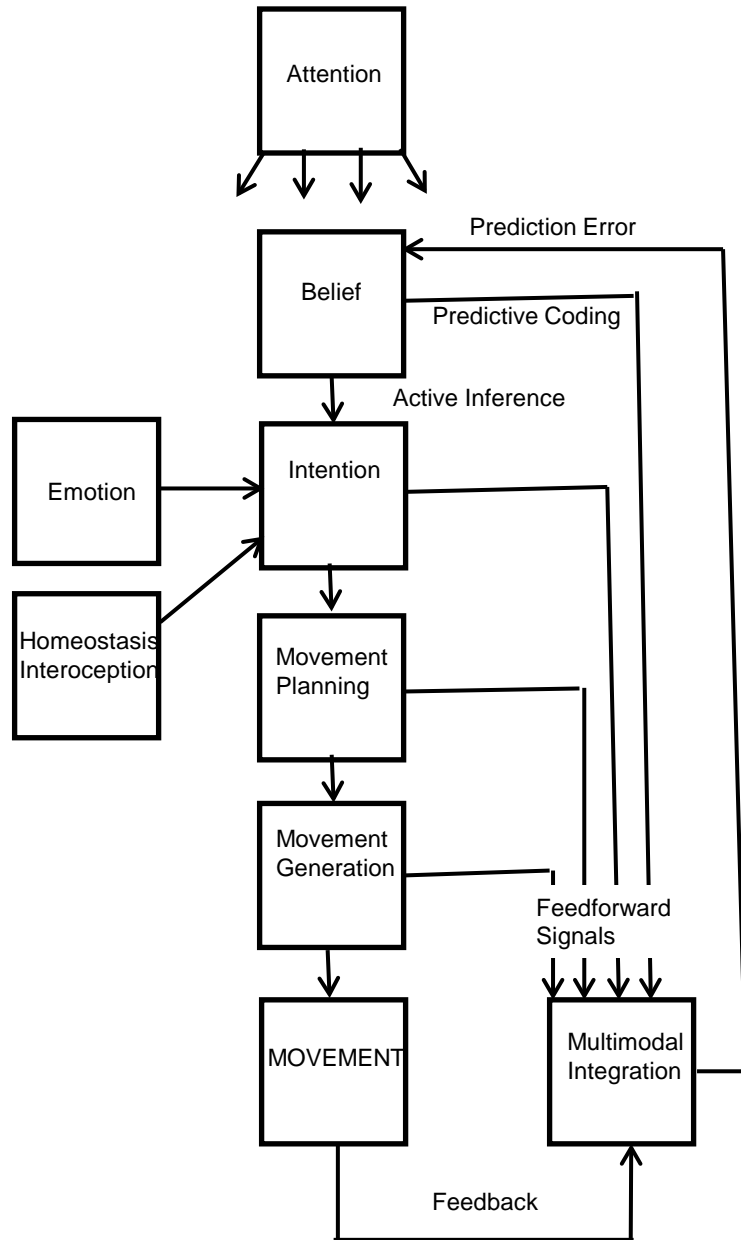 Attention
Prediction Error
Belief
Predictive Coding
Active Inference
Emotion
Intention
Homeostasis
Interoception
Movement
Planning
Movement
Generation
Feedforward
Signals
MOVEMENT
Multimodal
Integration
Feedback